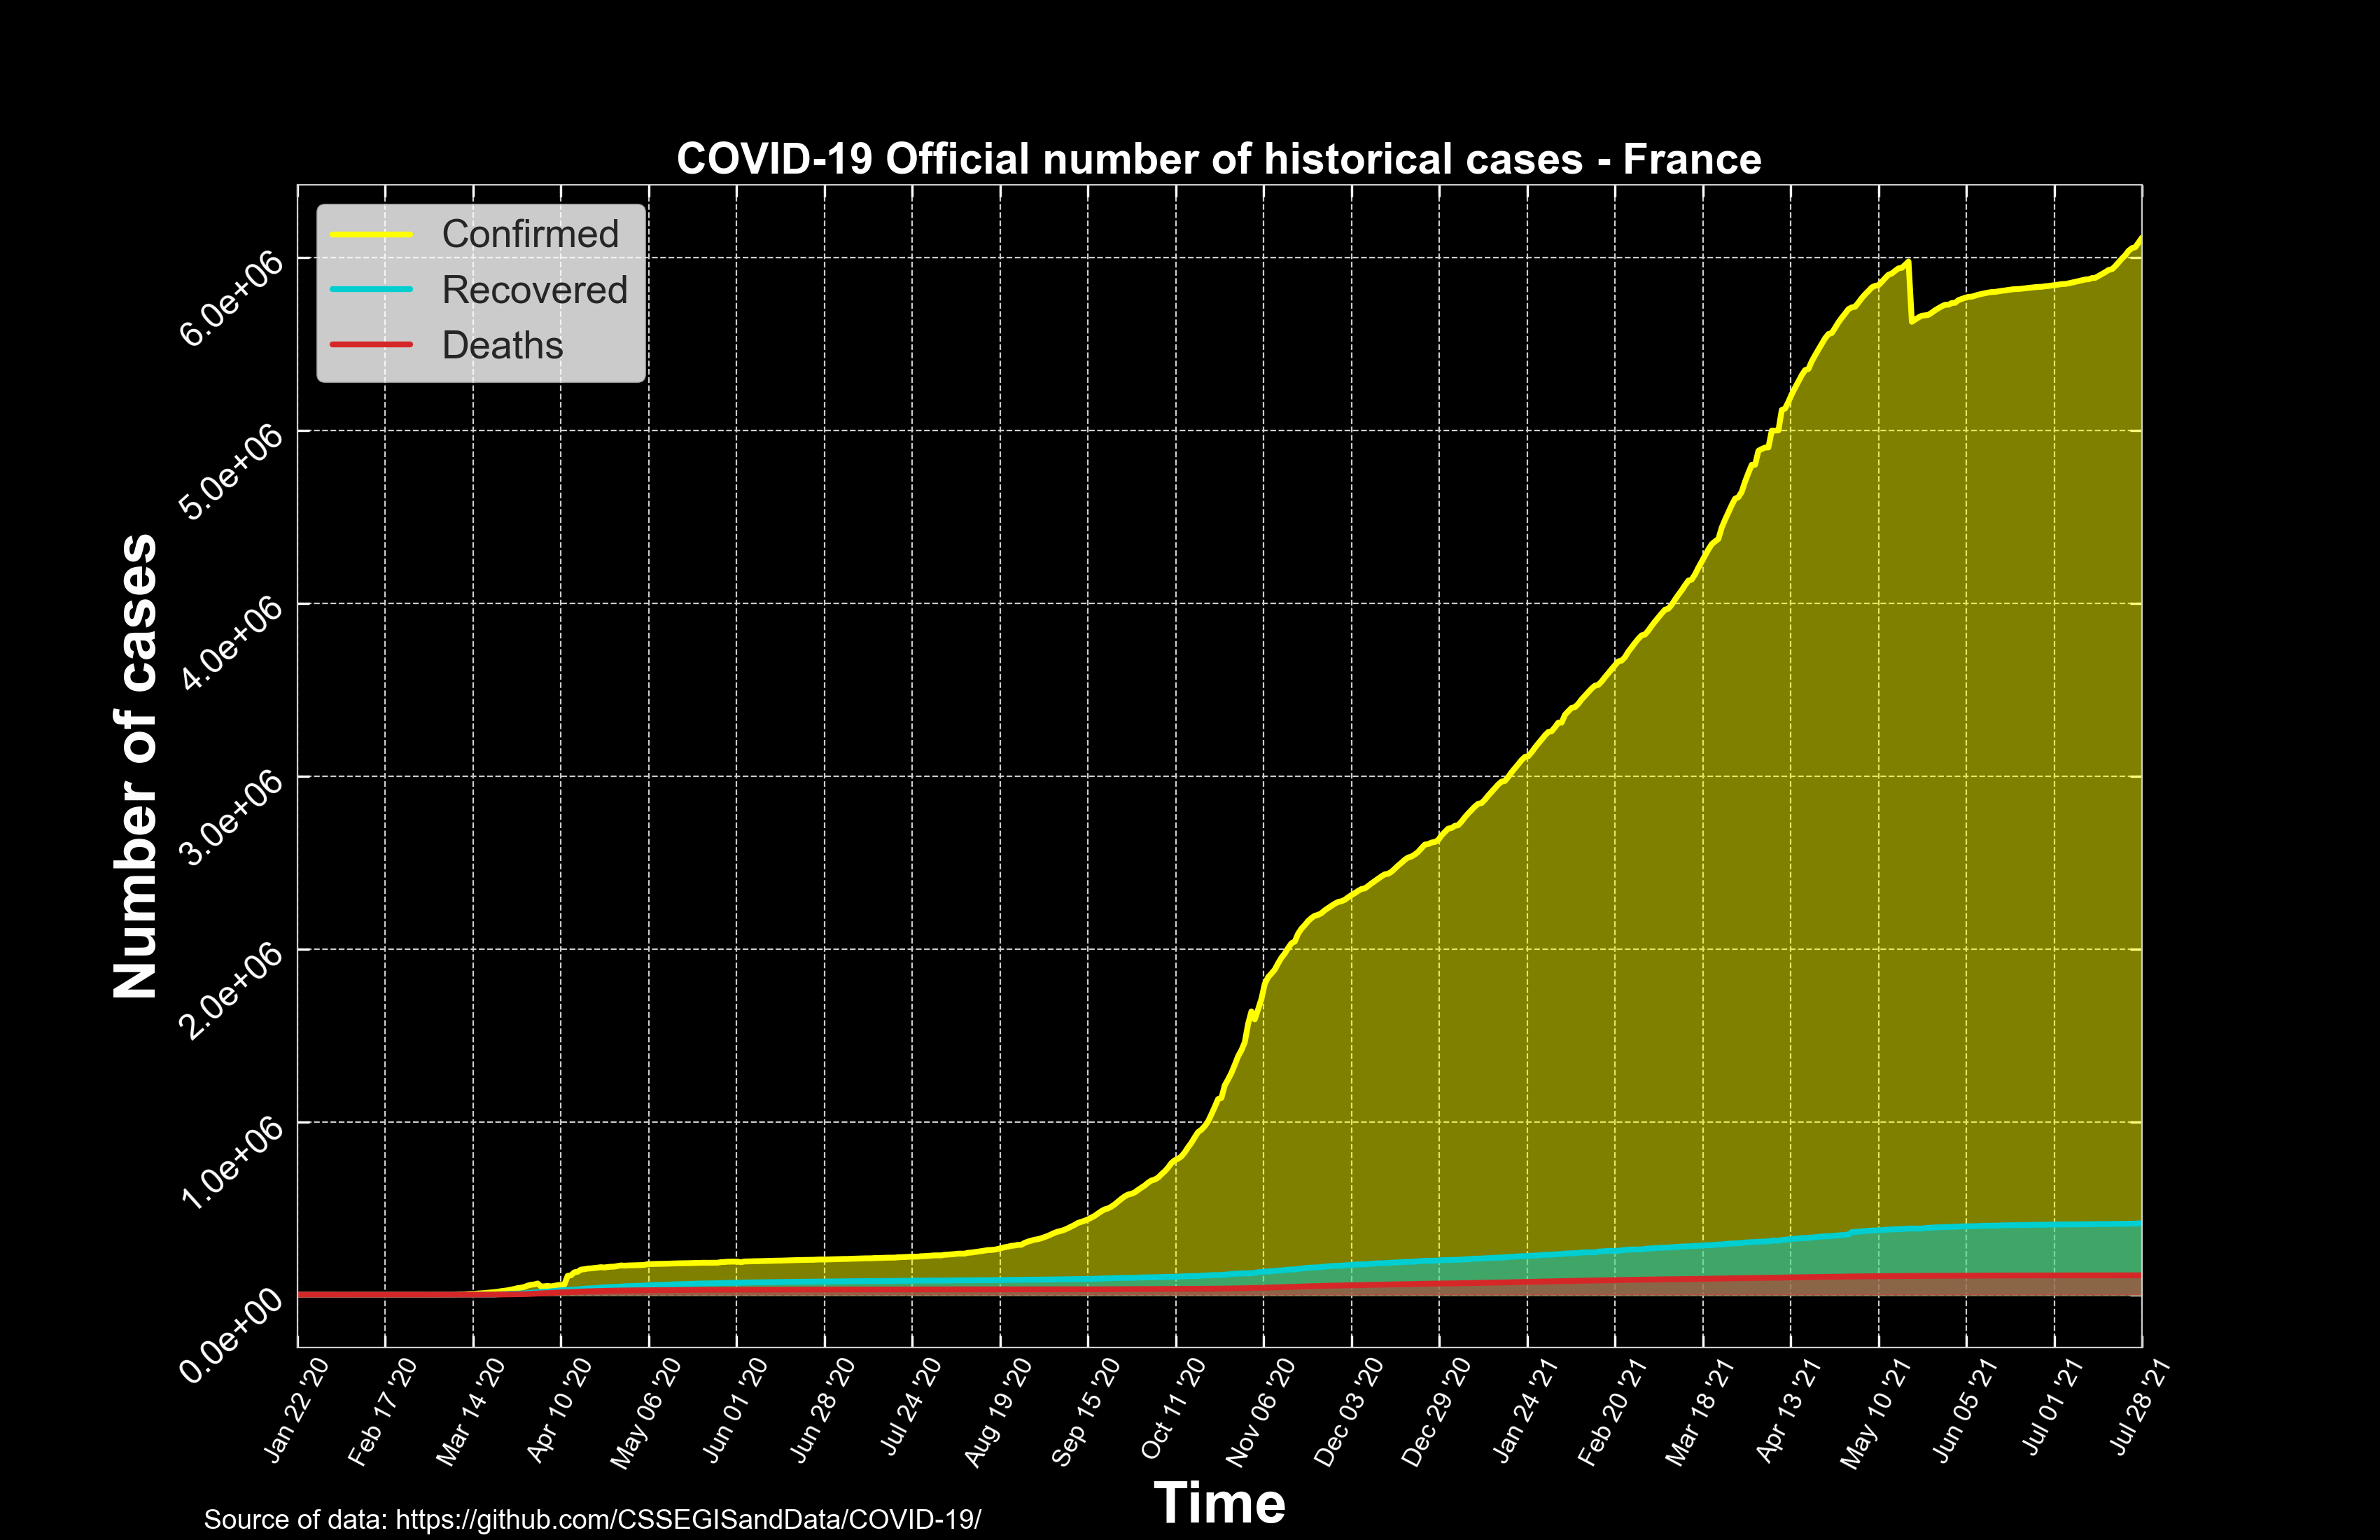 COVID-19 Official number of historical cases - France
Confirmed
Recovered
Deaths
Number of cases
6.0e+06
5.0e+06
4.0e+06
3.0e+06
2.0e+06
1.0e+06
0.0e+00
Jan 22 '20
Feb 17 '20
Mar 14 '20
Apr 10 '20
May 06 '20
Jun 01 '20
Jun 28 '20
Jul 24 '20
Aug 19 '20
Sep 15 '20
Oct 11 '20
Nov 06 '20
Dec 03 '20
Dec 29 '20
Jan 24 '21
Feb 20 '21
Mar 18 '21
Apr 13 '21
May 10 '21
Jun 05 '21
Jul 01 '21
Jul 28 '21
Time
Source of data: https://github.com/CSSEGISandData/COVID-19/